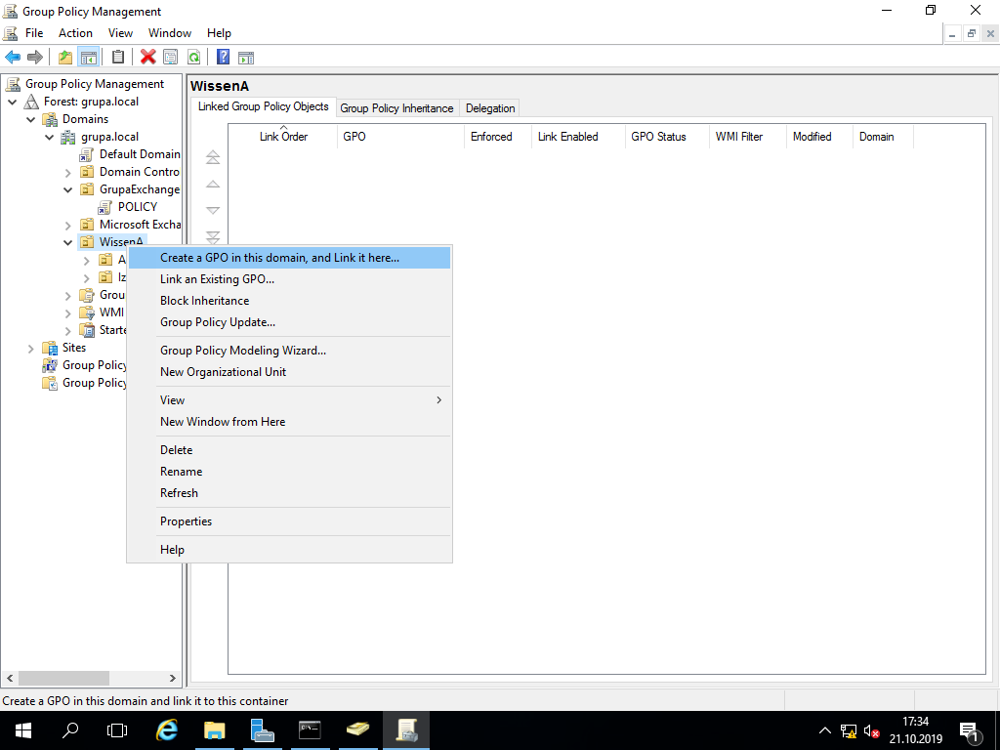 Group Policy Management
File Action View Window Help
Group Policy Management
Forest: grupa.local
Domains
grupa.local
Default Domain
Domain Contro
GrupaExchange
POLICY
Microsoft Excha
WissenA
A
Iz
Grou
WMI
Starte
Sites
Group Policy
Group Policy
WissenA
Linked Group Policy Objects Group Policy Inheritance Delegation
Link Order GPO Enforced Link Enabled GPO Status WMI Filter Modified Domain
Create a GPO in this domain, and Link it here...
Link an Existing GPO...
Block Inheritance
Group Policy Update...
Group Policy Modeling Wizard...
New Organizational Unit
View
New Window from Here
Delete
Rename
Refresh
Properties
Help
Create a GPO in this domain and link it to this container
17:34
21.10.2019
1